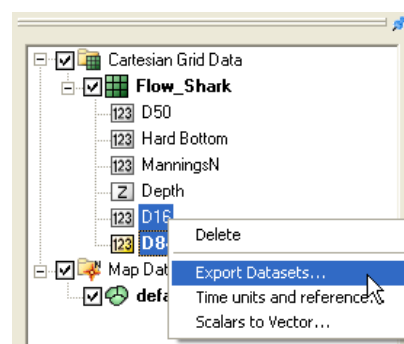 Cartesian Grid Data
Flow_Shark
123 D50
123 Hard Bottom
123 ManningsN
Z Depth
123 D16
123 D84
Delete
Map Dat
Export Datasets...
defa
Time units and reference...
Scalars to Vector...